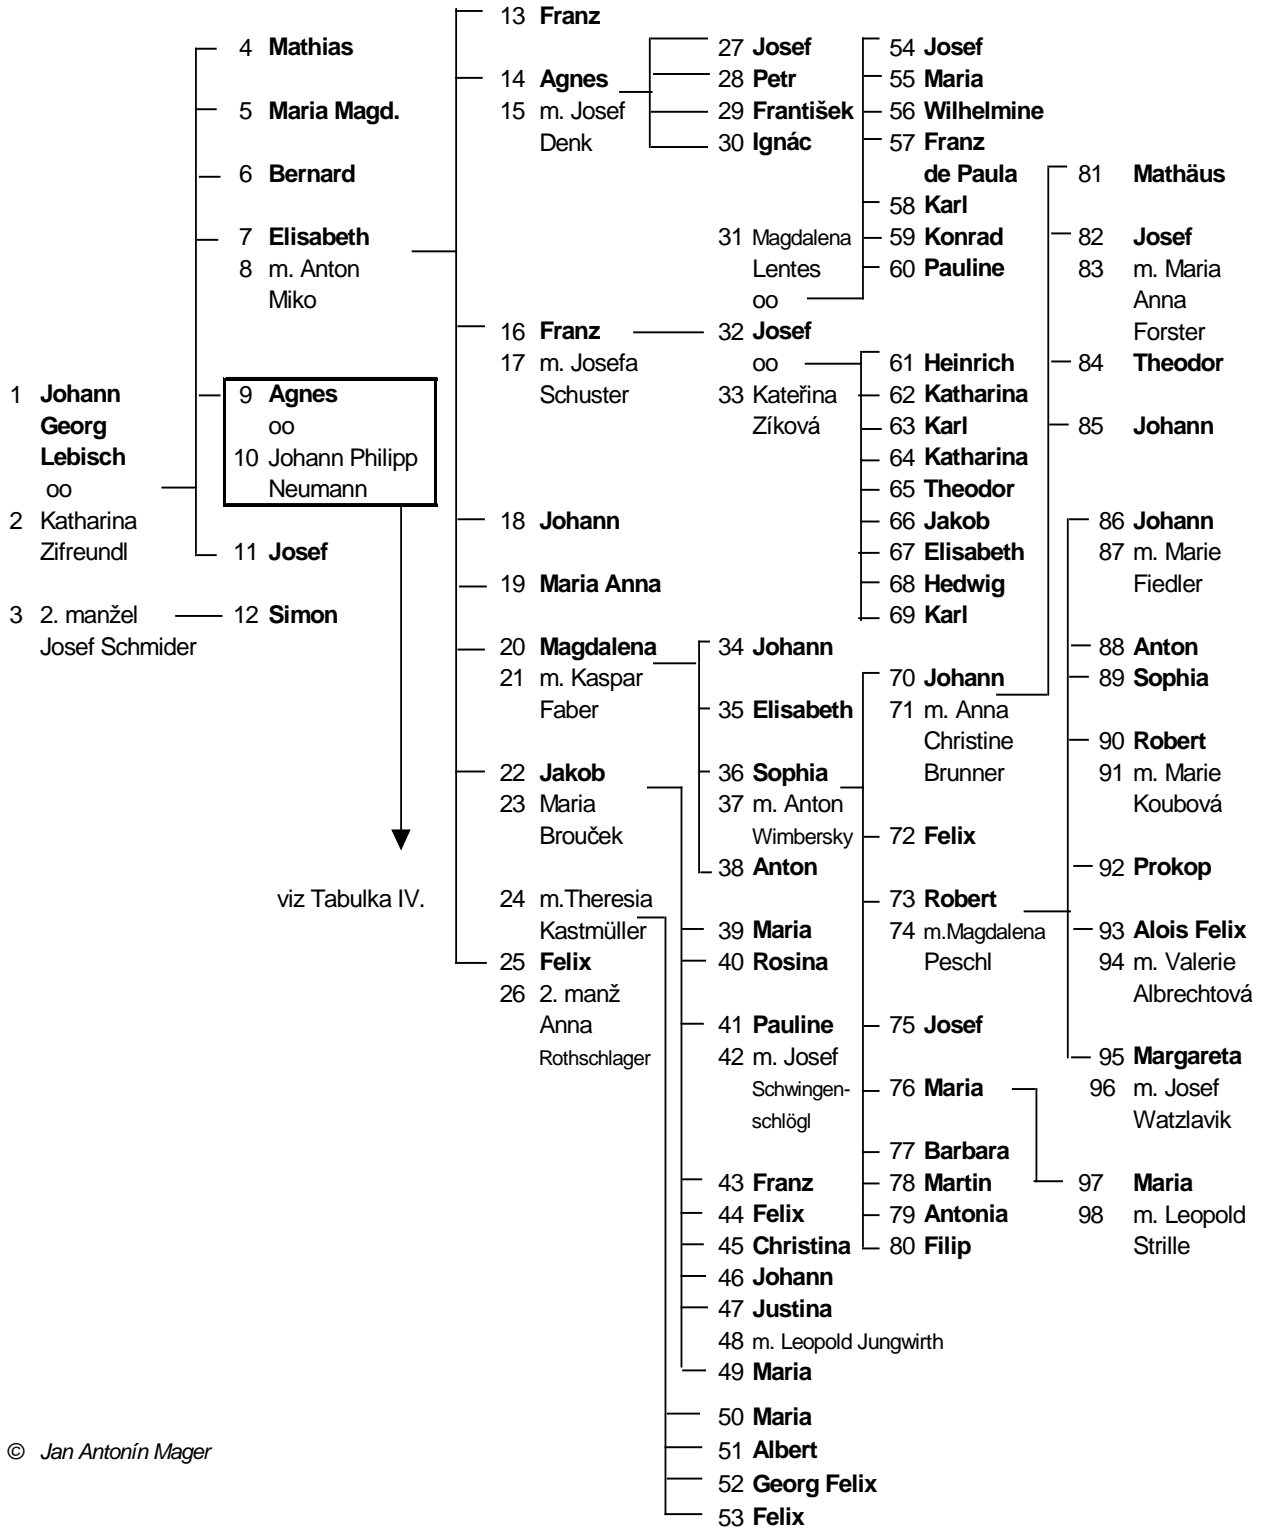 1 Johann
Georg
Lebisch
oo
2 Katharina
Zifreundl
3 2. manžel
Josef Schmider
4 Mathias
5 Maria Magd.
6 Bernard
7 Elisabeth
8 m. Anton
Miko
9 Agnes
oo
10 Johann Philipp
Neumann
11 Josef
12 Simon
viz Tabulka IV.
13 Franz
14 Agnes
15 m. Josef
Denk
16 Franz
17 m. Josefa
Schuster
18 Johann
19 Maria Anna
20 Magdalena
21 m. Kaspar
Faber
22 Jakob
23 Maria
Brouček
24 m.Theresia
Kastmüller
25 Felix
26 2. manž
Anna
Rothschlager
27 Josef
28 Petr
29 František
30 Ignác
31 Magdalena
Lentes
oo
32 Josef
oo
33 Kateřina
Zíková
34 Johann
35 Elisabeth
36 Sophia
37 m. Anton
Wimbersky
38 Anton
39 Maria
40 Rosina
41 Pauline
42 m. Josef
Schwingen-
schlögl
43 Franz
44 Felix
45 Christina
46 Johann
47 Justina
48 m. Leopold Jungwirth
49 Maria
50 Maria
51 Albert
52 Georg Felix
53 Felix
54 Josef
55 Maria
56 Wilhelmine
57 Franz
de Paula
58 Karl
59 Konrad
60 Pauline
61 Heinrich
62 Katharina
63 Karl
64 Katharina
65 Theodor
66 Jakob
67 Elisabeth
68 Hedwig
69 Karl
70 Johann
71 m. Anna
Christine
Brunner
72 Felix
73 Robert
74 m.Magdalena
Peschl
75 Josef
76 Maria
77 Barbara
78 Martin
79 Antonia
80 Filip
81 Mathäus
82 Josef
83 m. Maria
Anna
Forster
84 Theodor
85 Johann
86 Johann
87 m. Marie
Fiedler
88 Anton
89 Sophia
90 Robert
91 m. Marie
Koubová
92 Prokop
93 Alois Felix
94 m. Valerie
Albrechtová
95 Margareta
96 m. Josef
Watzlavik
97 Maria
98 m. Leopold
Strille
© Jan Antonín Mager